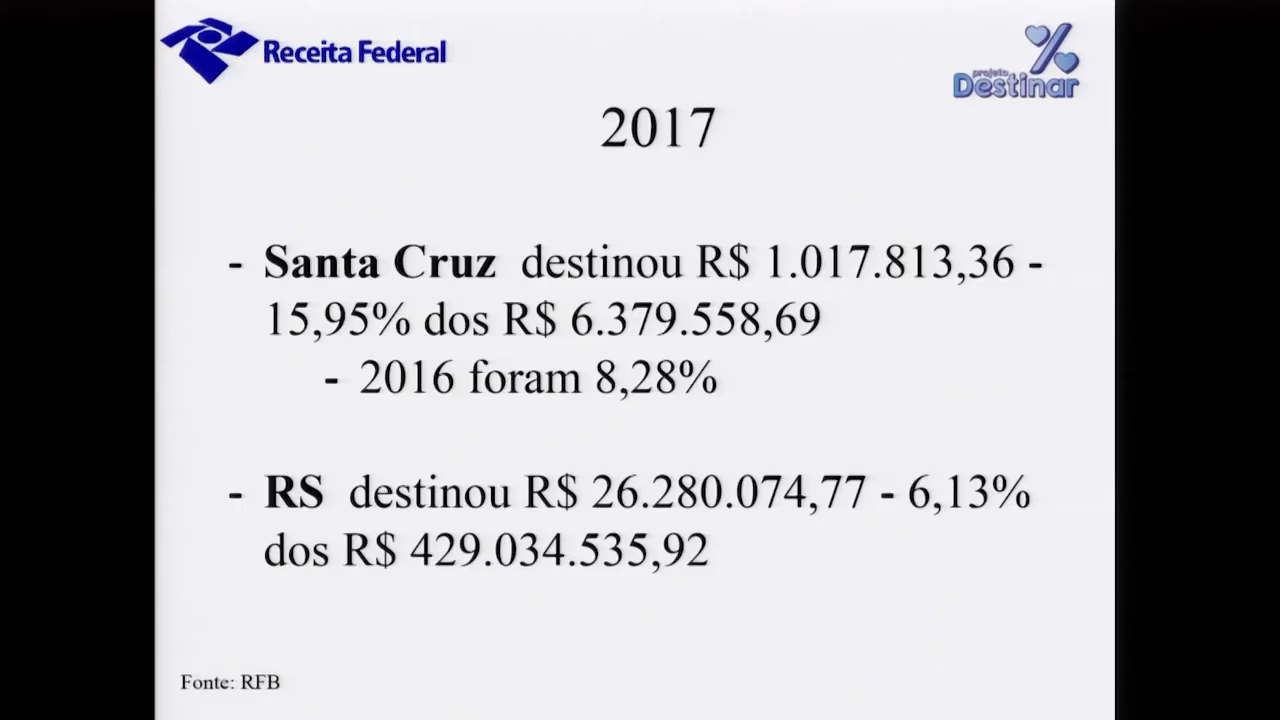 Receita Federal
projeto
Destinar
2017
- Santa Cruz destinou R$ 1.017.813,36 -
15,95% dos R$ 6.379.558,69
- 2016 foram 8,28%
- RS destinou R$ 26.280.074,77 - 6,13%
dos R$ 429.034.535,92
Fonte: RFB